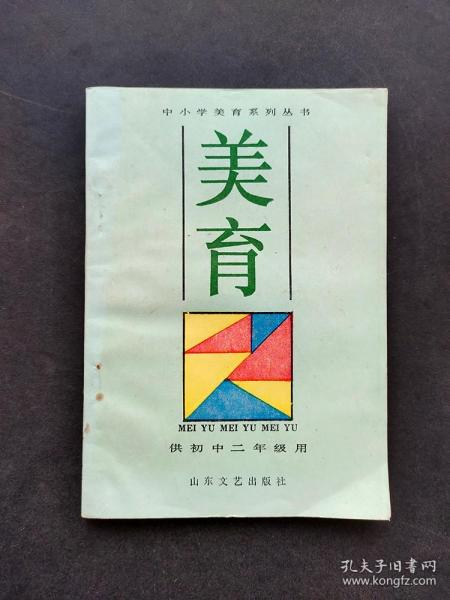 中小学美育系列丛书
美
育
MEI YU MEI YU MEI YU
供初中二年级用
山东文艺出版社
孔夫子旧书网
www.kongfz.com